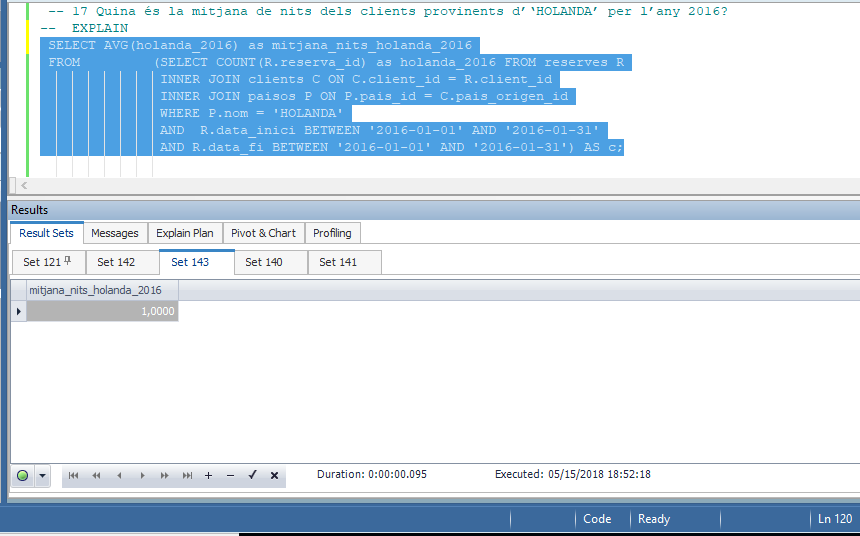 -- 17 Quina és la mitjana de nits dels clients provinents d’‘HOLANDA’ per l’any 2016?
-- EXPLAIN
SELECT AVG(holanda_2016) as mitjana_nits_holanda_2016
FROM (SELECT COUNT(R.reserva_id) as holanda_2016 FROM reserves R
INNER JOIN clients C ON C.client_id = R.client_id
INNER JOIN paisos P ON P.pais_id = C.pais_origen_id
WHERE P.nom = 'HOLANDA'
AND R.data_inici BETWEEN '2016-01-01' AND '2016-01-31'
AND R.data_fi BETWEEN '2016-01-01' AND '2016-01-31') AS c;
Results
Result Sets Messages Explain Plan Pivot & Chart Profiling
Set 121 Set 142 Set 143 Set 140 Set 141
mitjana_nits_holanda_2016
1,0000
Duration: 0:00:00.095 Executed: 05/15/2018 18:52:18
Code Ready Ln 120